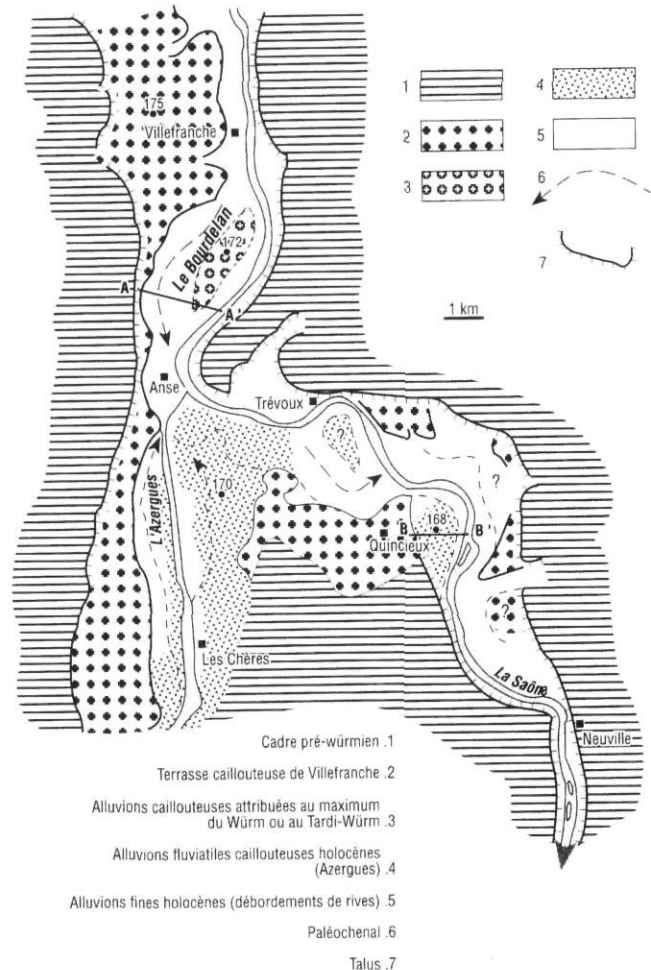 175
Villefranche
Le Bourdelan
172
A
A'
Anse
Trévoux
?
L'Azergues
170
Quincieux
B
168
B'
?
?
Les Chères
La Saône
Neuville
1
2
3
4
5
6
7
1 km
Cadre pré-würmien .1
Terrasse caillouteuse de Villefranche .2
Alluvions caillouteuses attribuées au maximum
du Würm ou au Tardi-Würm .3
Alluvions fluviatiles caillouteuses holocènes
(Azergues) .4
Alluvions fines holocènes (débordements de rives) .5
Paléochenal .6
Talus .7